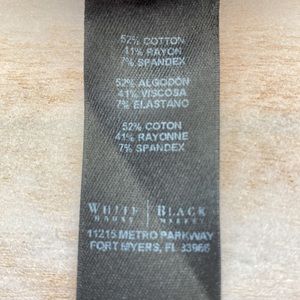 52% COTTON
41% RAYON
7% SPANDEX
52% ALGODÓN
41% VISCOSA
7% ELASTANO
52% COTON
41% RAYONNE
7% SPANDEX
WHITE HOUSE | BLACK MARKET
11215 METRO PARKWAY
FORT MYERS, FL 33966